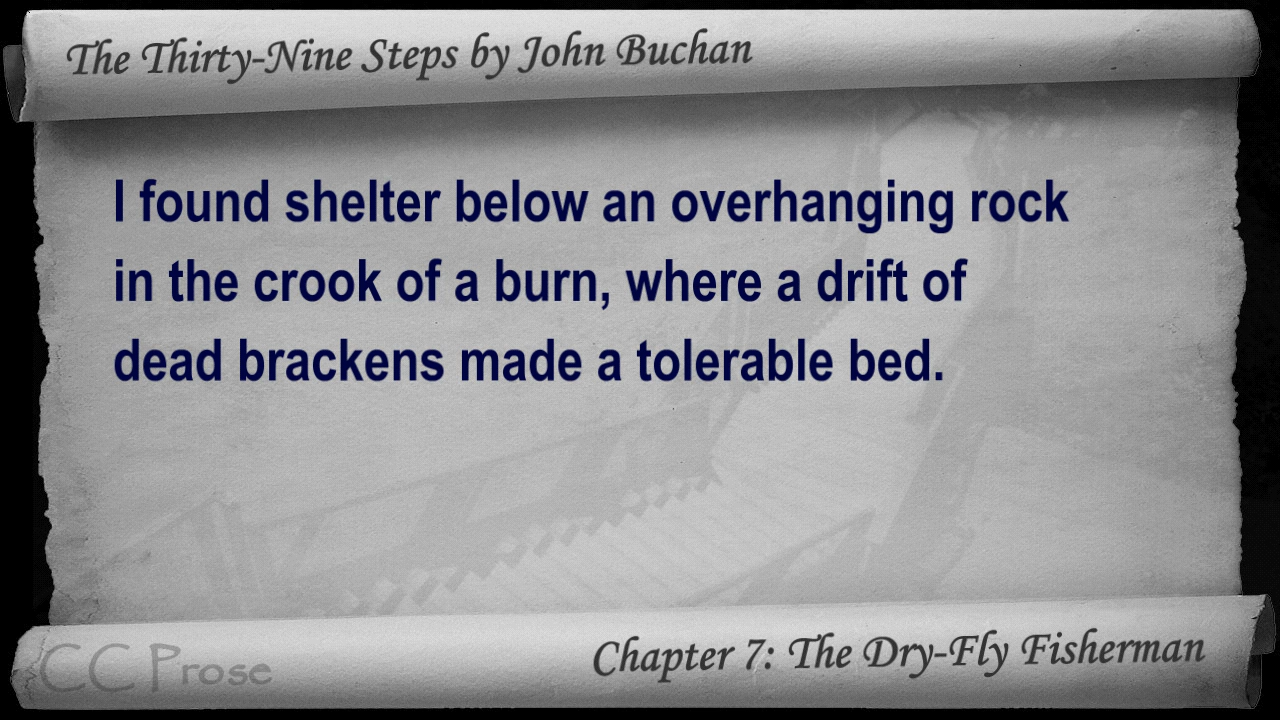 The Thirty-Nine Steps by John Buchan
I found shelter below an overhanging rock
in the crook of a burn, where a drift of
dead brackens made a tolerable bed.
CC Prose
Chapter 7: The Dry-Fly Fisherman